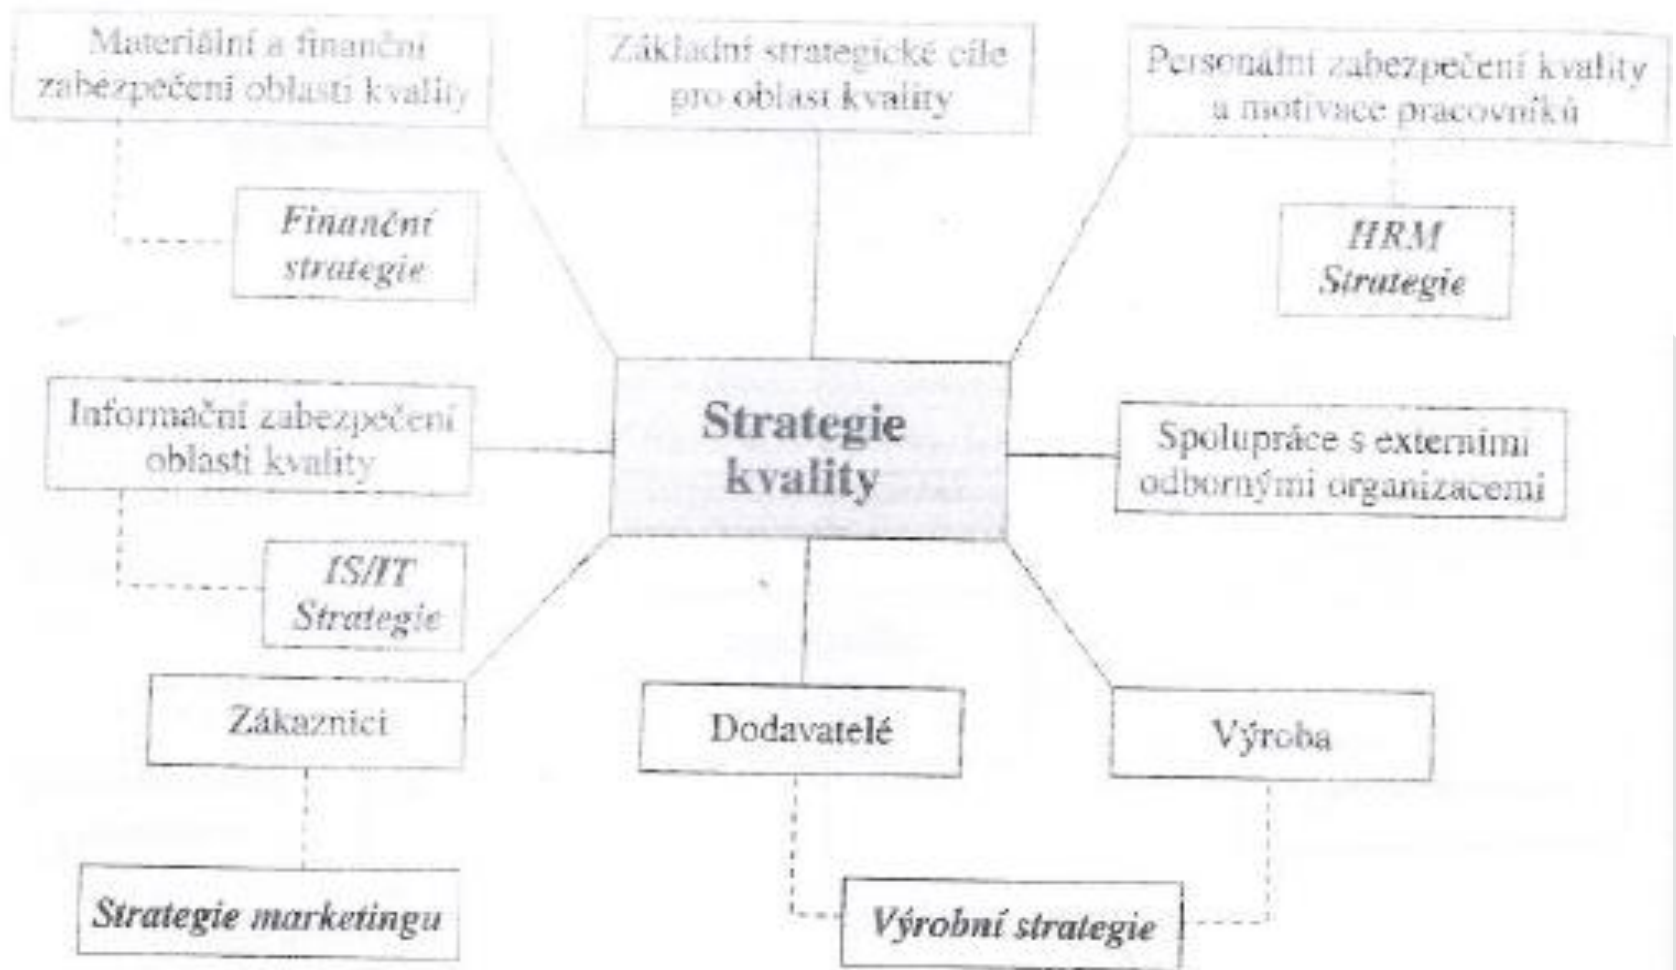 Materiální a finanční
zabezpečení oblasti kvality
Základní strategické cíle
pro oblast kvality
Personální zabezpečení kvality
a motivace pracovníků
Finanční
strategie
HRM
Strategie
Informační zabezpečení
oblasti kvality
Strategie
kvality
Spolupráce s externími
odbornými organizacemi
IS/IT
Strategie
Zákaznici
Dodavatelé
Výroba
Strategie marketingu
Výrobní strategie